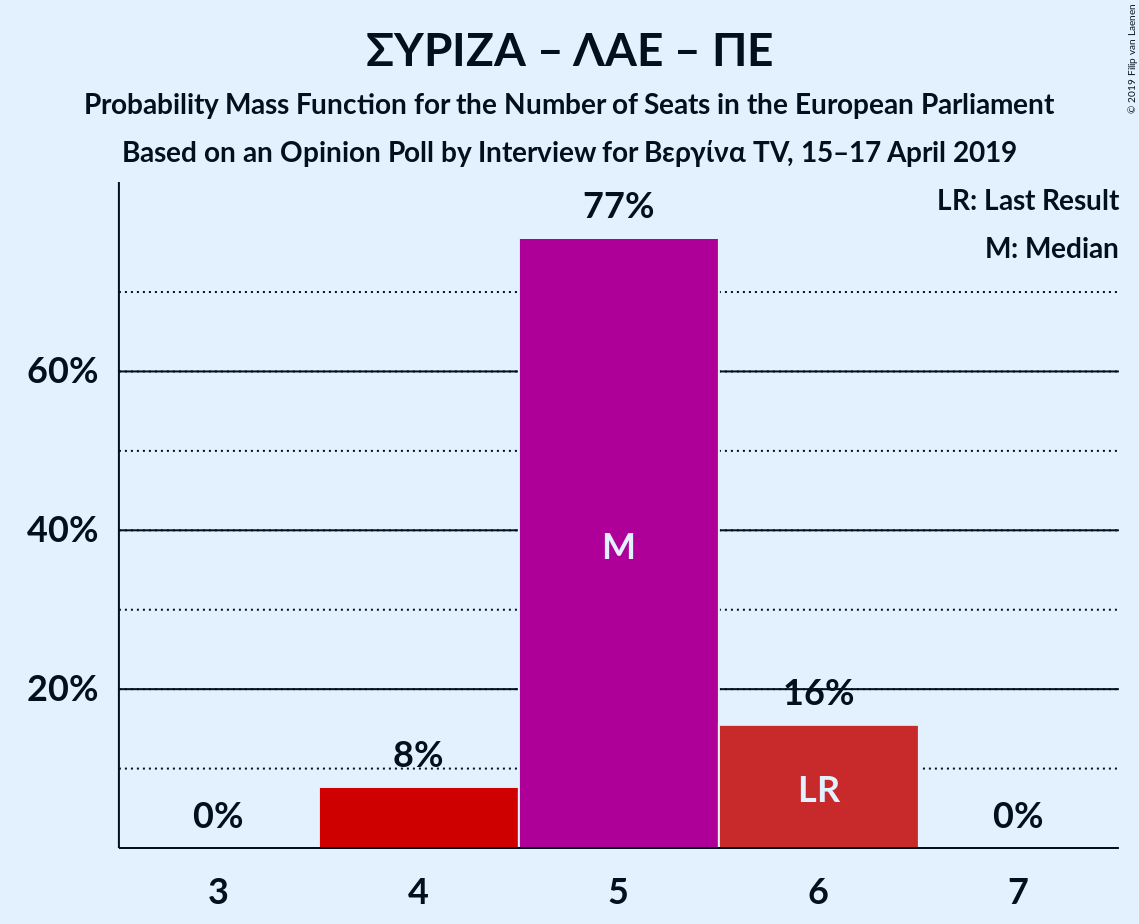 ΣΥΡΙΖΑ – ΛΑΕ – ΠΕ
Probability Mass Function for the Number of Seats in the European Parliament
Based on an Opinion Poll by Interview for Βεργίνα TV, 15–17 April 2019
© 2019 Filip van Laenen
LR: Last Result
M: Median
77%
60%
40%
20%
M
16%
8%
LR
0%
0%
3
4
5
6
7